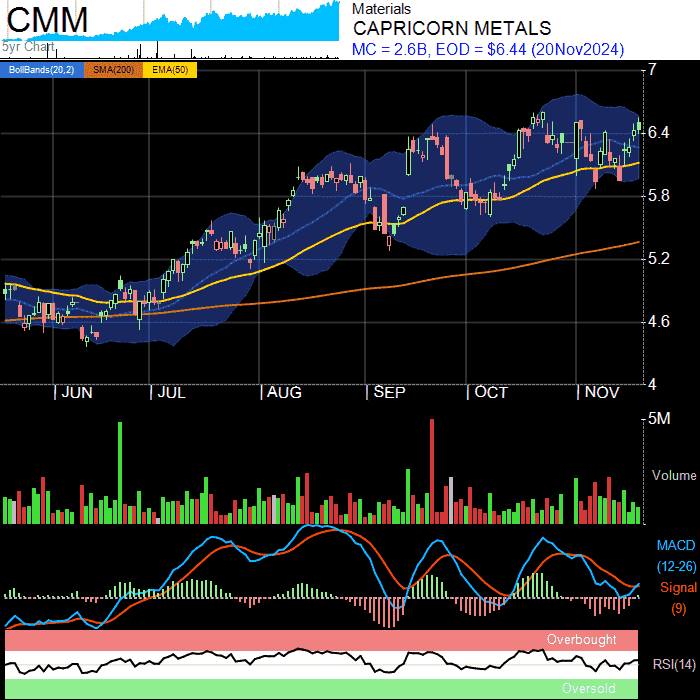 CMM
5yr Chart
Materials
CAPRICORN METALS
MC = 2.6B, EOD = $6.44 (20Nov2024)
BollBands(20,2) SMA(200) EMA(50)
7
6.4
5.8
5.2
4.6
4
JUN JUL AUG SEP OCT NOV
5M
Volume
MACD
(12-26)
Signal
(9)
Overbought
RSI(14)
Oversold